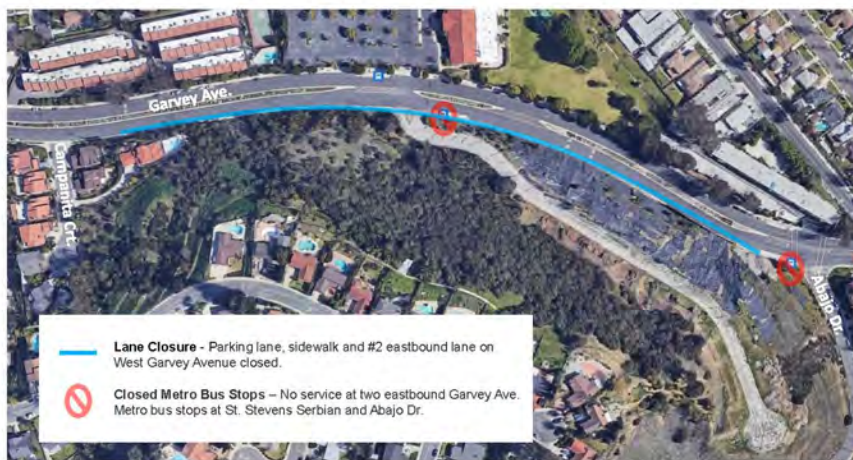 Garvey Ave.
Campanita Crt.
Abajo Dr.
Lane Closure - Parking lane, sidewalk and #2 eastbound lane on
West Garvey Avenue closed.
Closed Metro Bus Stops – No service at two eastbound Garvey Ave.
Metro bus stops at St. Stevens Serbian and Abajo Dr.